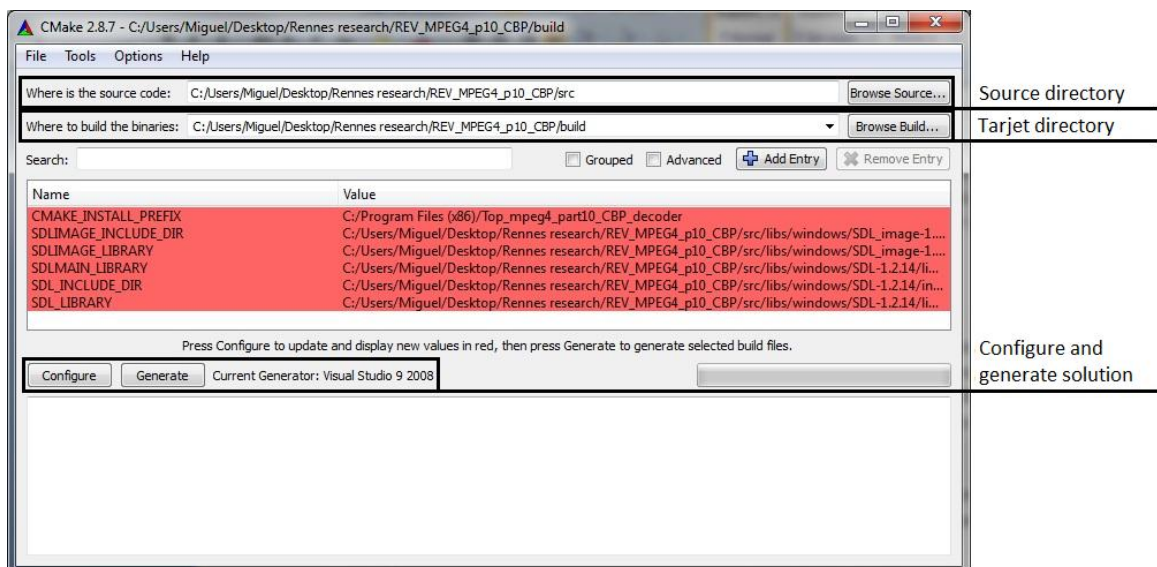 CMake 2.8.7 - C:/Users/Miguel/Desktop/Rennes research/REV_MPEG4_p10_CBP/build
File Tools Options Help
Where is the source code: C:/Users/Miguel/Desktop/Rennes research/REV_MPEG4_p10_CBP/src Browse Source... Source directory
Where to build the binaries: C:/Users/Miguel/Desktop/Rennes research/REV_MPEG4_p10_CBP/build Browse Build... Tarjet directory
Search: Grouped Advanced Add Entry Remove Entry
Name Value
CMAKE_INSTALL_PREFIX C:/Program Files (x86)/Top_mpeg4_part10_CBP_decoder
SDLIMAGE_INCLUDE_DIR C:/Users/Miguel/Desktop/Rennes research/REV_MPEG4_p10_CBP/src/libs/windows/SDL_image-1....
SDLIMAGE_LIBRARY C:/Users/Miguel/Desktop/Rennes research/REV_MPEG4_p10_CBP/src/libs/windows/SDL_image-1....
SDLMAIN_LIBRARY C:/Users/Miguel/Desktop/Rennes research/REV_MPEG4_p10_CBP/src/libs/windows/SDL-1.2.14/li...
SDL_INCLUDE_DIR C:/Users/Miguel/Desktop/Rennes research/REV_MPEG4_p10_CBP/src/libs/windows/SDL-1.2.14/in...
SDL_LIBRARY C:/Users/Miguel/Desktop/Rennes research/REV_MPEG4_p10_CBP/src/libs/windows/SDL-1.2.14/li...
Press Configure to update and display new values in red, then press Generate to generate selected build files.
Configure Generate Current Generator: Visual Studio 9 2008
Configure and
generate solution